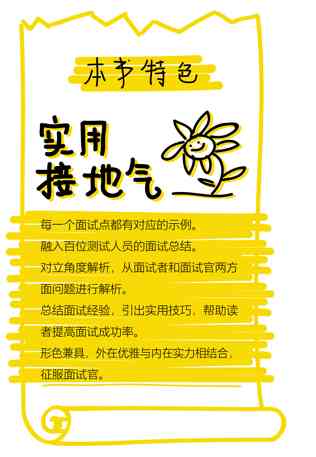 本书特色
实用
接地气
每一个面试点都有对应的示例。
融入百位测试人员的面试总结。
对立角度解析，从面试者和面试官两方
面问题进行解析。
总结面试经验，引出实用技巧，帮助读
者提高面试成功率。
形色兼具，外在优雅与内在实力相结合，
征服面试官。